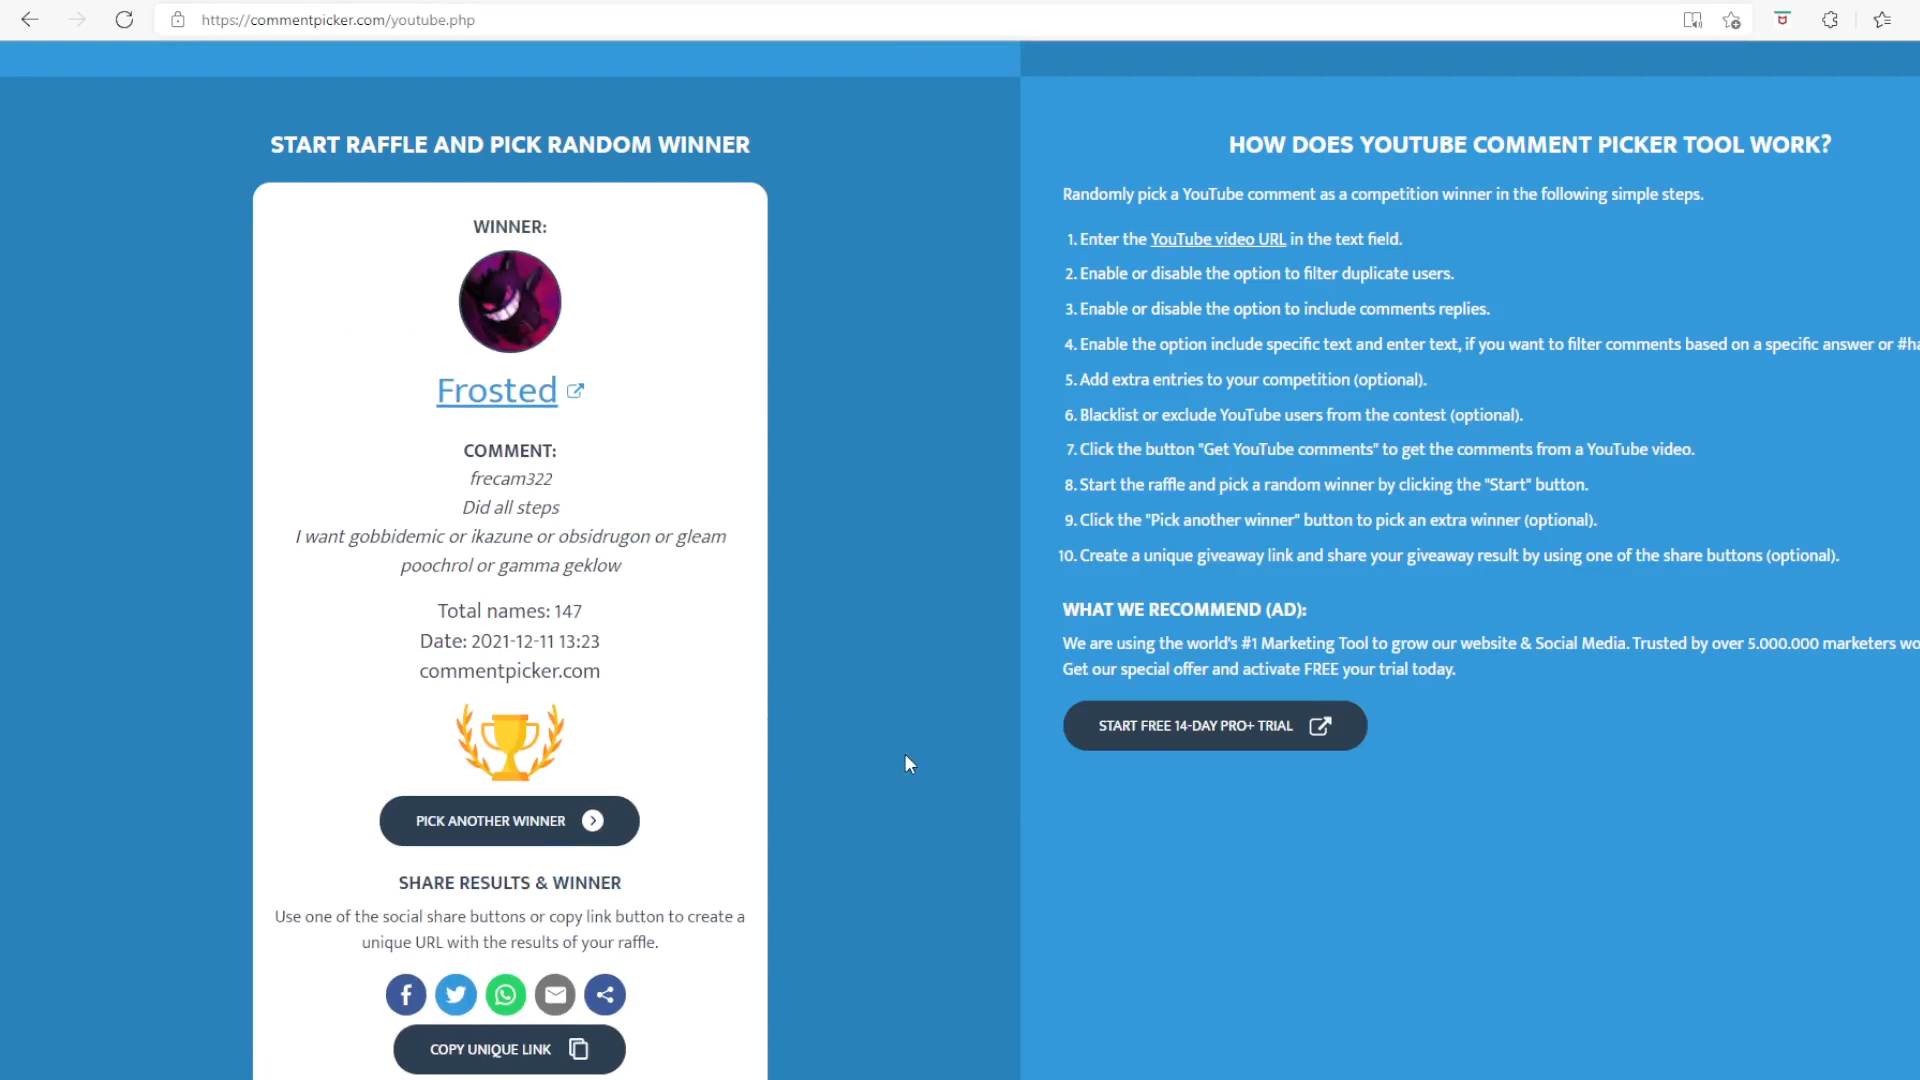 https://commentpicker.com/youtube.php
START RAFFLE AND PICK RANDOM WINNER
WINNER:
Frosted
COMMENT:
frecam322
Did all steps
I want gobbidemic or ikazune or obsidrugon or gleam
poochrol or gamma geklow
Total names: 147
Date: 2021-12-11 13:23
commentpicker.com
PICK ANOTHER WINNER
SHARE RESULTS & WINNER
Use one of the social share buttons or copy link button to create a
unique URL with the results of your raffle.
COPY UNIQUE LINK
HOW DOES YOUTUBE COMMENT PICKER TOOL WORK?
Randomly pick a YouTube comment as a competition winner in the following simple steps.
1. Enter the YouTube video URL in the text field.
2. Enable or disable the option to filter duplicate users.
3. Enable or disable the option to include comments replies.
4. Enable the option include specific text and enter text, if you want to filter comments based on a specific answer or #ha
5. Add extra entries to your competition (optional).
6. Blacklist or exclude YouTube users from the contest (optional).
7. Click the button "Get YouTube comments" to get the comments from a YouTube video.
8. Start the raffle and pick a random winner by clicking the "Start" button.
9. Click the "Pick another winner" button to pick an extra winner (optional).
10. Create a unique giveaway link and share your giveaway result by using one of the share buttons (optional).
WHAT WE RECOMMEND (AD):
We are using the world's #1 Marketing Tool to grow our website & Social Media. Trusted by over 5.000.000 marketers wo
Get our special offer and activate FREE your trial today.
START FREE 14-DAY PRO+ TRIAL